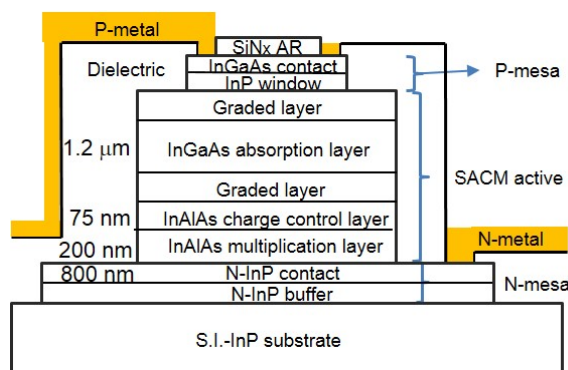 P-metal
SiNx AR
Dielectric
InGaAs contact
InP window
P-mesa
Graded layer
1.2 μm
InGaAs absorption layer
Graded layer
SACM active
75 nm
InAlAs charge control layer
200 nm
InAlAs multiplication layer
N-metal
800 nm
N-InP contact
N-InP buffer
N-mesa
S.I.-InP substrate